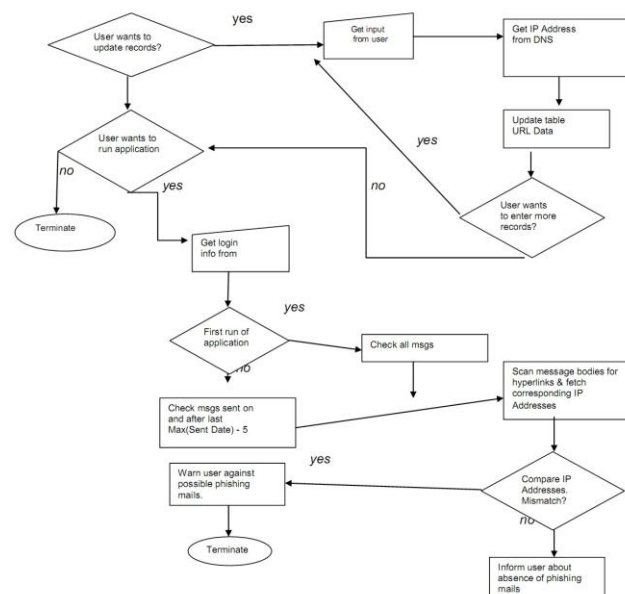 User wants to
update records?
yes
Get input
from user
Get IP Address
from DNS
Update table
URL Data
yes
User wants to
run application
no
yes
no
User wants
to enter more
records?
Terminate
Get login
info from
yes
First run of
application
no
Check all msgs
Scan message bodies for
hyperlinks & fetch
corresponding IP
Addresses
Check msgs sent on
and after last
Max(Sent Date) - 5
yes
Warn user against
possible phishing
mails.
Compare IP
Addresses.
Mismatch?
no
Terminate
Inform user about
absence of phishing
mails